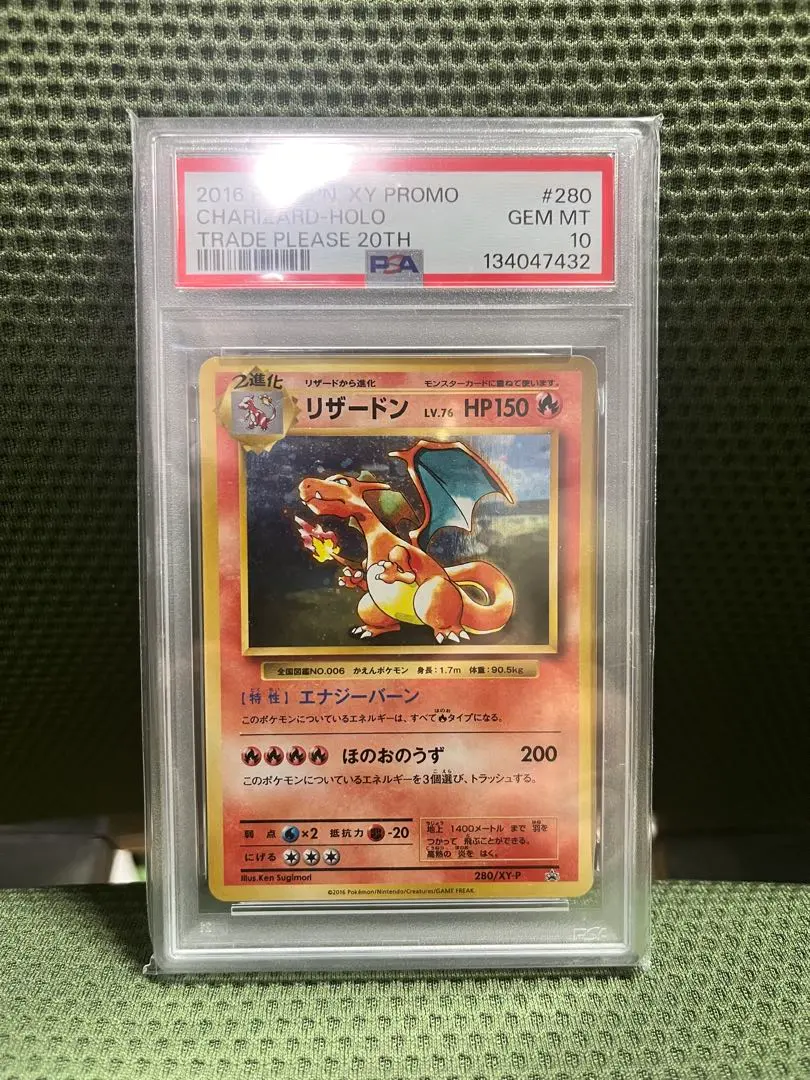 2016 P N XY PROMO #280
CHARIZARD-HOLO GEM MT
TRADE PLEASE 20TH 10
PSA 134047432
2進化 リザードから進化 モンスターカードに重ねて使います。
リザードン LV.76 HP150
全国図鑑NO.006 かえんポケモン 身長:1.7m 体重:90.5kg
[特性] エナジーバーン
このポケモンについているエネルギーは、すべてタイプになる。
ほのおのうず 200
このポケモンについているエネルギーを3個選び、トラッシュする。
弱点 ×2 抵抗力 -20
にげる
地上 1400メートル まで 羽を
つかって 飛ぶことができる。
高熱の 炎を はく。
Illus.Ken Sugimori 280/XY-P
©2016 Pokémon/Nintendo/Creatures/GAME FREAK.
PSA